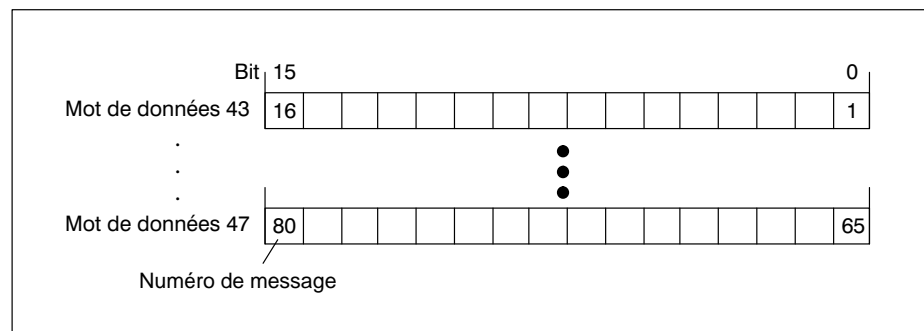 Bit 15 0
Mot de données 43 16 1
.
.
.
Mot de données 47 80 65
Numéro de message